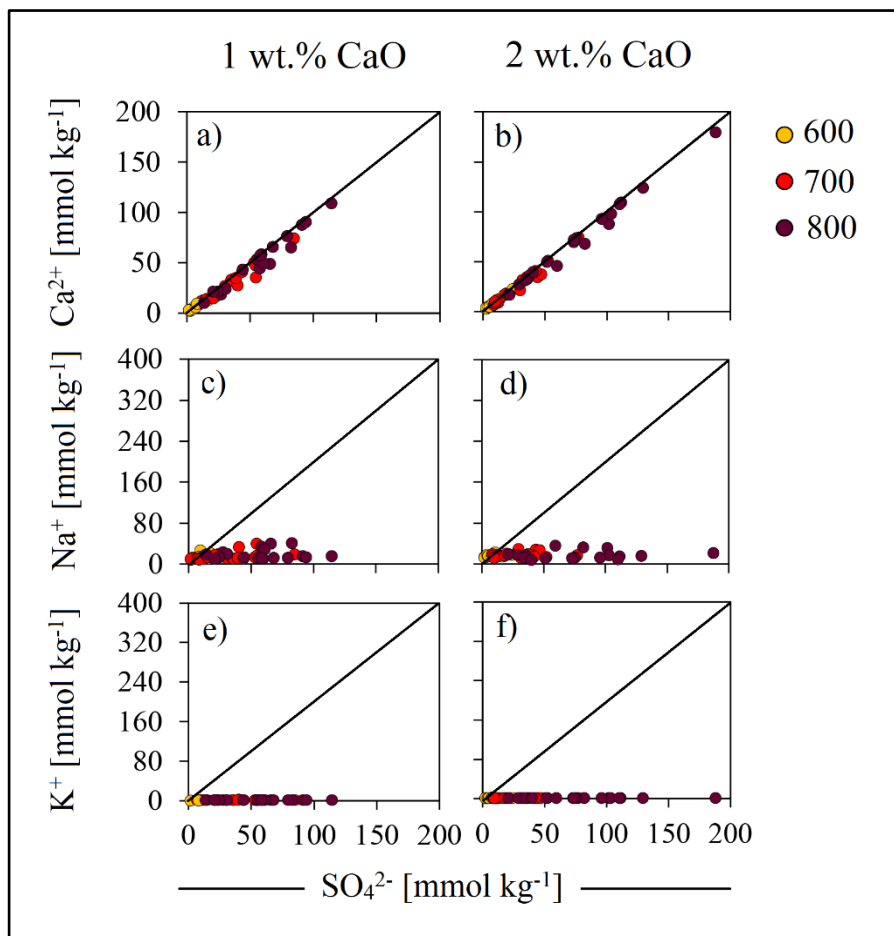 1 wt.% CaO 2 wt.% CaO
Ca²⁺ [mmol kg⁻¹]
200
150
100
50
0
a)
b)
600
700
800
Na⁺ [mmol kg⁻¹]
400
320
240
160
80
0
c)
d)
K⁺ [mmol kg⁻¹]
400
320
240
160
80
0
e)
f)
0 50 100 150 200 0 50 100 150 200
SO₄²⁻ [mmol kg⁻¹]